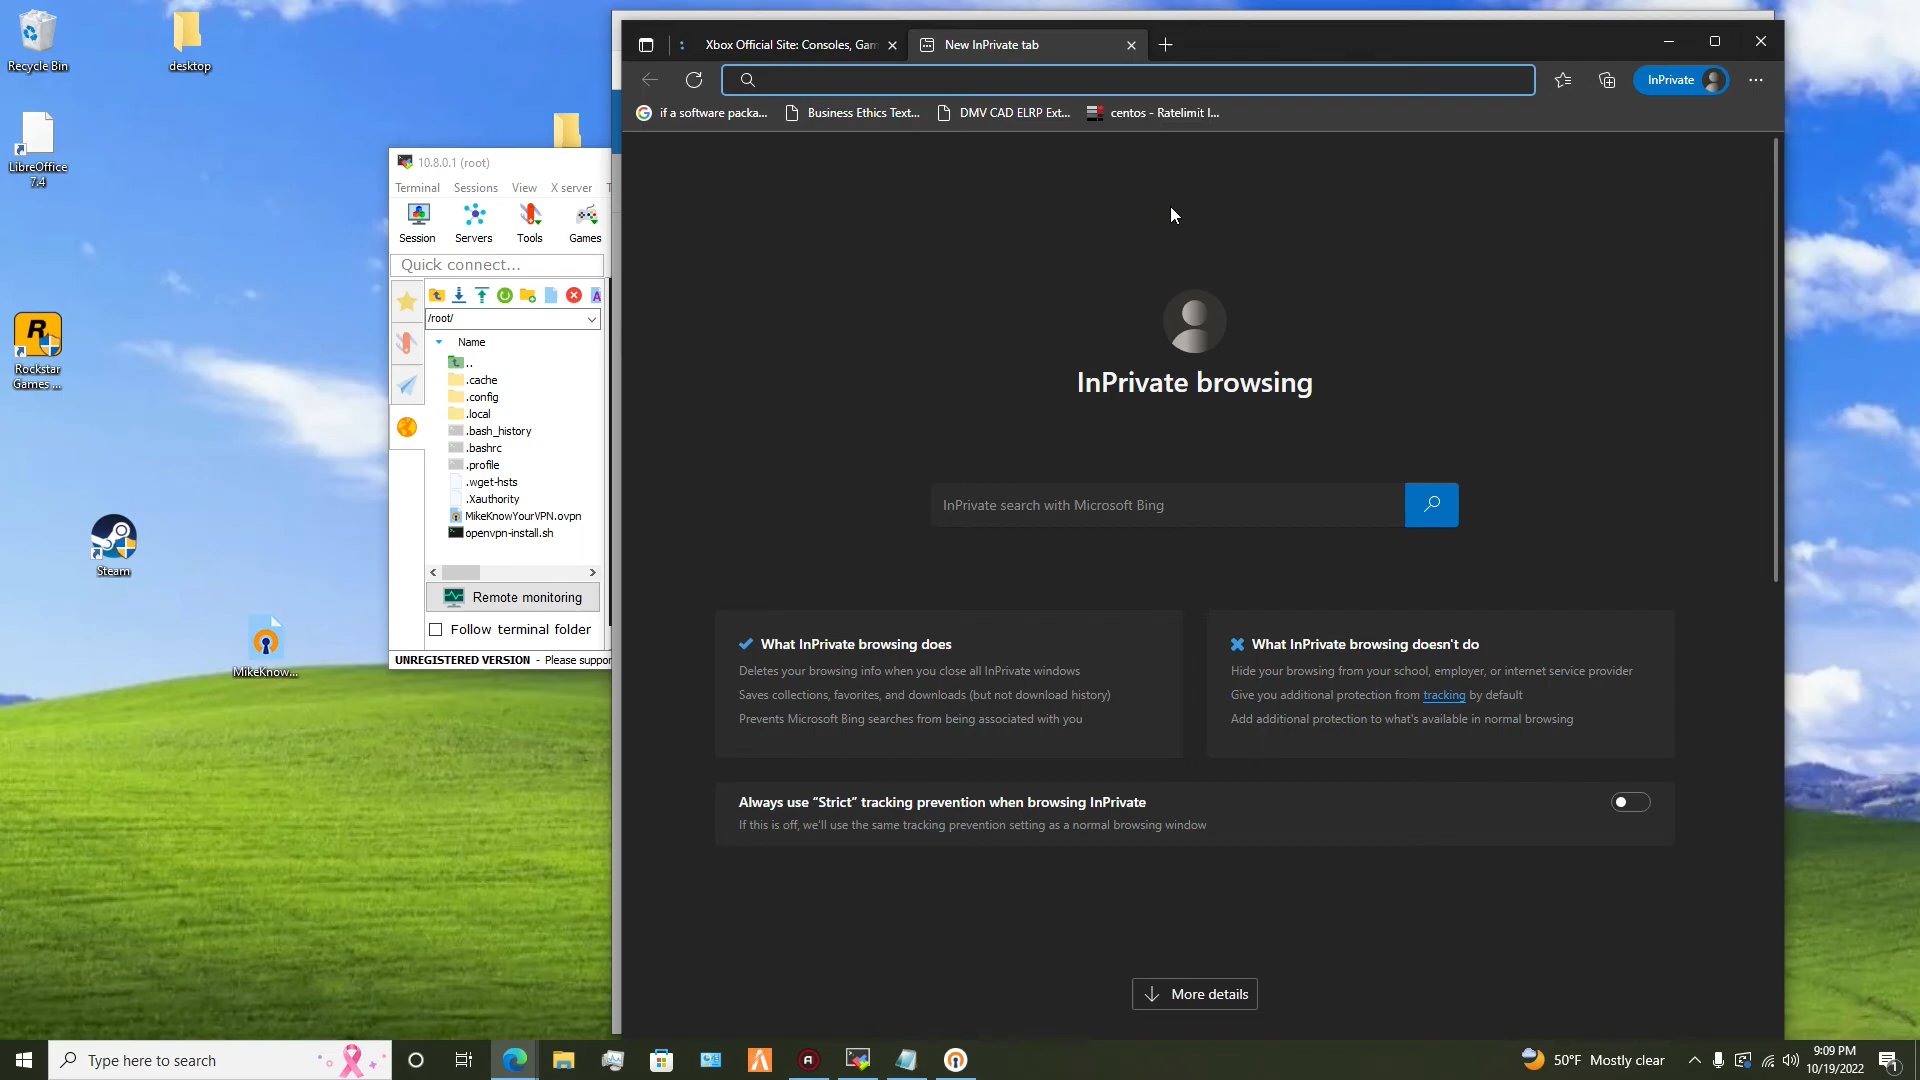 Recycle Bin
desktop
LibreOffice
7.4
Rockstar
Games ...
Steam
MikeKnow...
10.8.0.1 (root)
Terminal Sessions View X server
Session Servers Tools Games
Quick connect...
/root/
Name
..
.cache
.config
.local
.bash_history
.bashrc
.profile
.wget-hsts
.Xauthority
MikeKnowYourVPN.ovpn
openvpn-install.sh
Remote monitoring
Follow terminal folder
UNREGISTERED VERSION - Please suppor
Xbox Official Site: Consoles, Gam
New InPrivate tab
InPrivate
if a software packa...
Business Ethics Text...
DMV CAD ELRP Ext...
centos - Ratelimit I...
InPrivate browsing
InPrivate search with Microsoft Bing
What InPrivate browsing does
Deletes your browsing info when you close all InPrivate windows
Saves collections, favorites, and downloads (but not download history)
Prevents Microsoft Bing searches from being associated with you
What InPrivate browsing doesn't do
Hide your browsing from your school, employer, or internet service provider
Give you additional protection from tracking by default
Add additional protection to what's available in normal browsing
Always use “Strict” tracking prevention when browsing InPrivate
If this is off, we'll use the same tracking prevention setting as a normal browsing window
More details
Type here to search
50°F Mostly clear
9:09 PM
10/19/2022
1